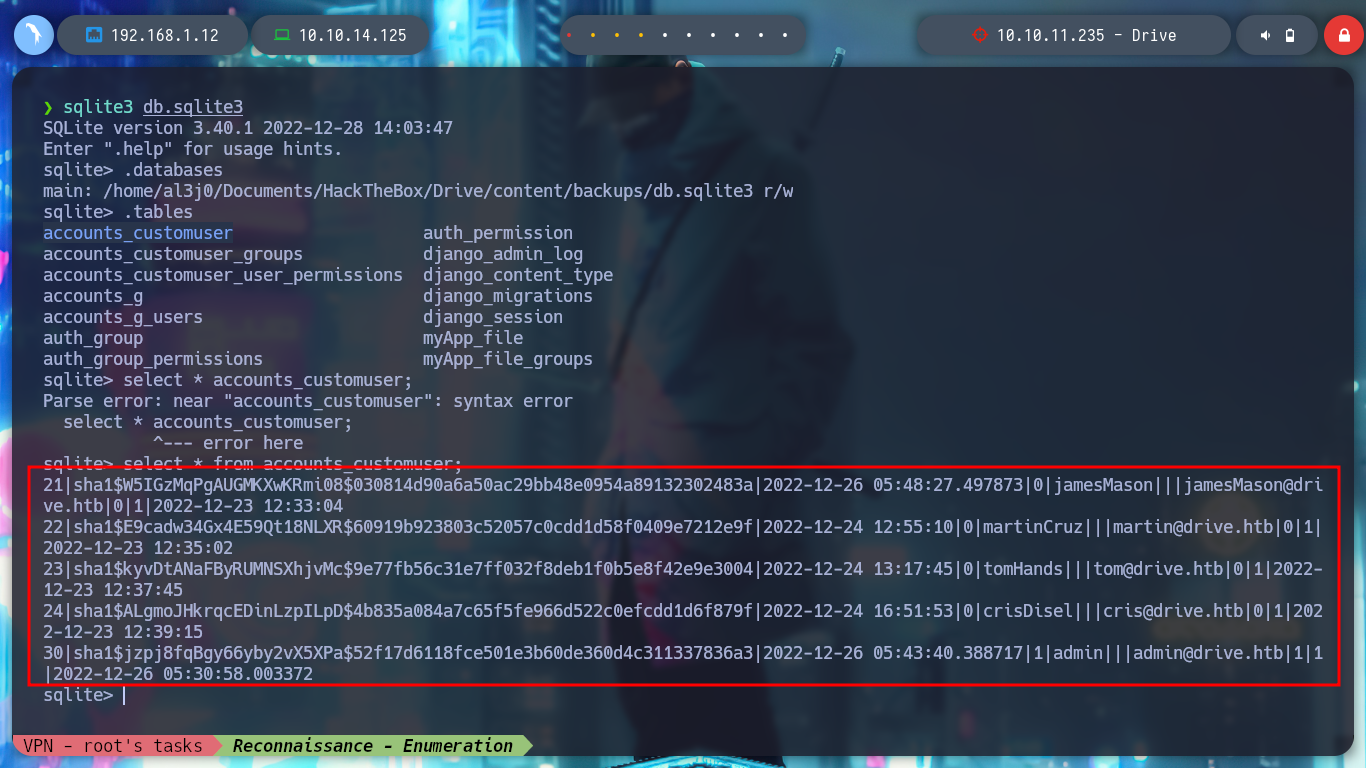 192.168.1.12
10.10.14.125
10.10.11.235 - Drive
❯ sqlite3 db.sqlite3
SQLite version 3.40.1 2022-12-28 14:03:47
Enter ".help" for usage hints.
sqlite> .databases
main: /home/al3j0/Documents/HackTheBox/Drive/content/backups/db.sqlite3 r/w
sqlite> .tables
accounts_customuser auth_permission
accounts_customuser_groups django_admin_log
accounts_customuser_user_permissions django_content_type
accounts_g django_migrations
accounts_g_users django_session
auth_group myApp_file
auth_group_permissions myApp_file_groups
sqlite> select * accounts_customuser;
Parse error: near "accounts_customuser": syntax error
select * accounts_customuser;
^--- error here
sqlite> select * from accounts_customuser;
21|sha1$W5IGzMqPgAUGMKXwKRmi08$030814d90a6a50ac29bb48e0954a89132302483a|2022-12-26 05:48:27.497873|0|jamesMason|||jamesMason@dri
ve.htb|0|1|2022-12-23 12:33:04
22|sha1$E9cadw34Gx4E59Qt18NLXR$60919b923803c52057c0cdd1d58f0409e7212e9f|2022-12-24 12:55:10|0|martinCruz|||martin@drive.htb|0|1|
2022-12-23 12:35:02
23|sha1$kyvDtANaFByRUMNSXhjvMc$9e77fb56c31e7ff032f8deb1f0b5e8f42e9e3004|2022-12-24 13:17:45|0|tomHands|||tom@drive.htb|0|1|2022-
12-23 12:37:45
24|sha1$ALgmoJHkrqcEDinLzpILpD$4b835a084a7c65f5fe966d522c0efcdd1d6f879f|2022-12-24 16:51:53|0|crisDisel|||cris@drive.htb|0|1|202
2-12-23 12:39:15
30|sha1$jzpj8fqBgy66yby2vX5XPa$52f17d6118fce501e3b60de360d4c311337836a3|2022-12-26 05:43:40.388717|1|admin|||admin@drive.htb|1|1
|2022-12-26 05:30:58.003372
sqlite>
VPN - root's tasks Reconnaissance - Enumeration